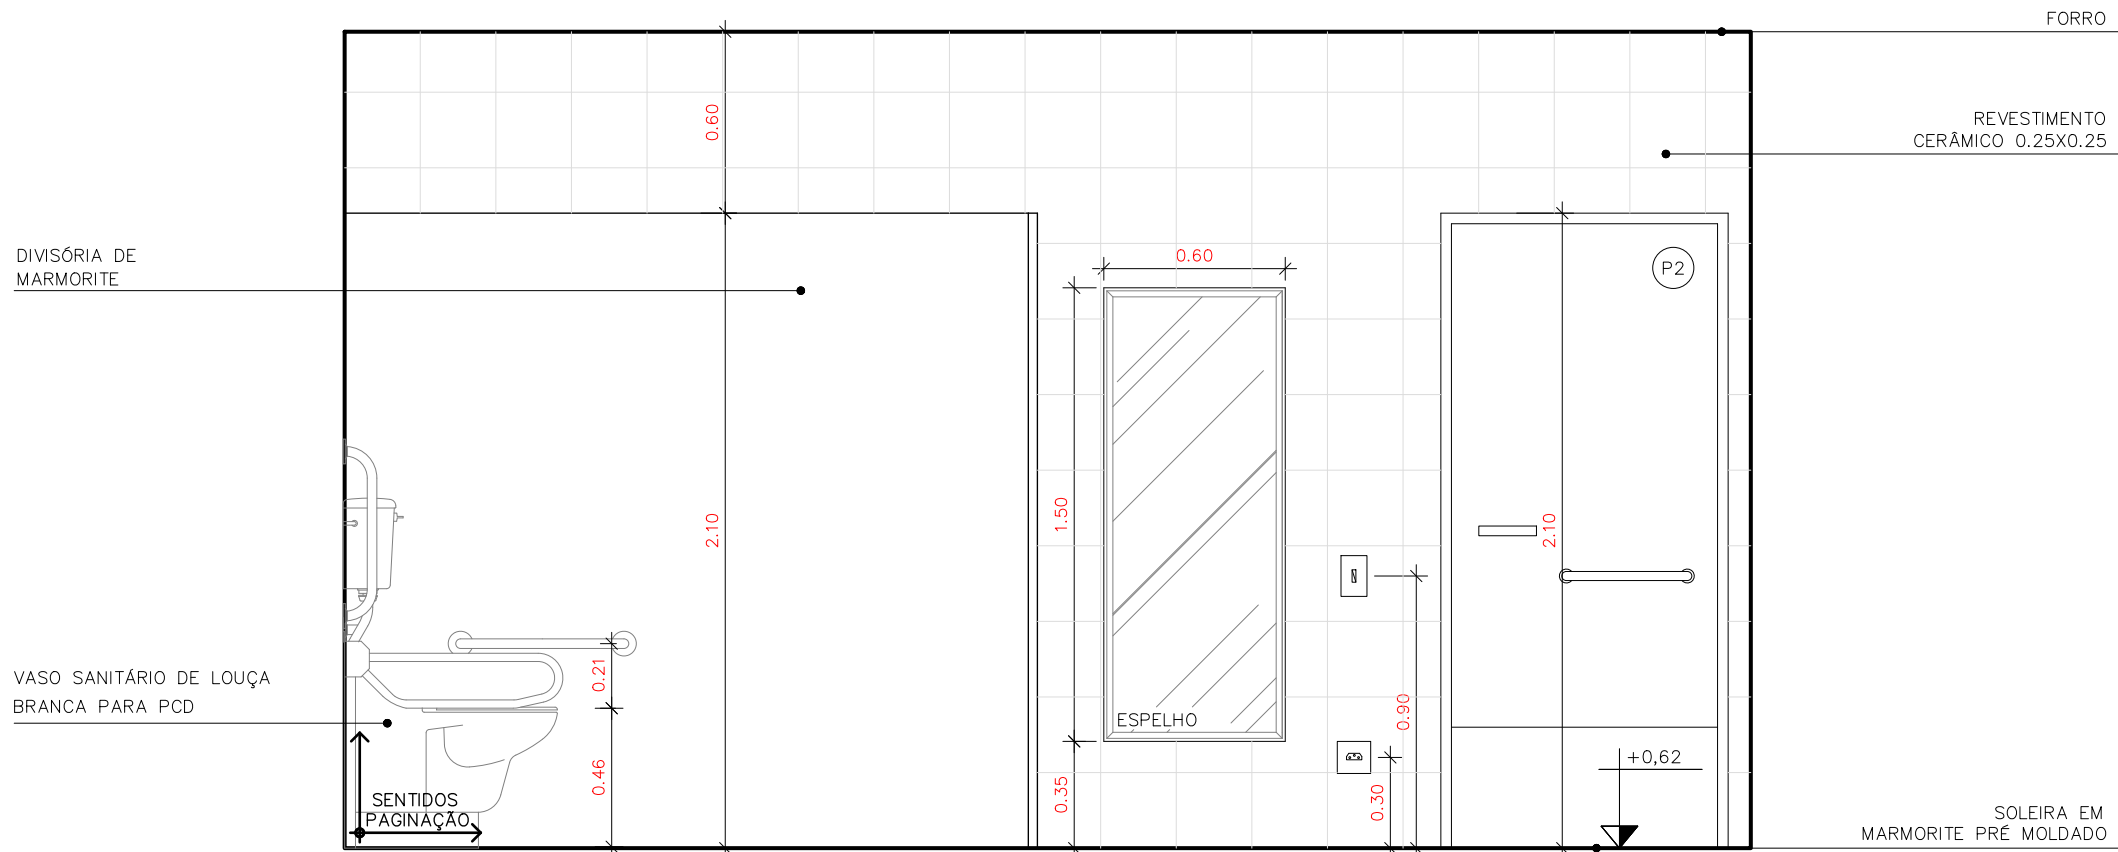 FORRO
REVESTIMENTO
CERÂMICO 0.25X0.25
0.60
DIVISÓRIA DE
MARMORITE
0.60
P2
1.50
2.10
2.10
VASO SANITÁRIO DE LOUÇA
BRANCA PARA PCD
0.21
0.90
ESPELHO
0.46
+0,62
0.35
0.30
SENTIDOS
PAGINAÇÃO
SOLEIRA EM
MARMORITE PRÉ MOLDADO